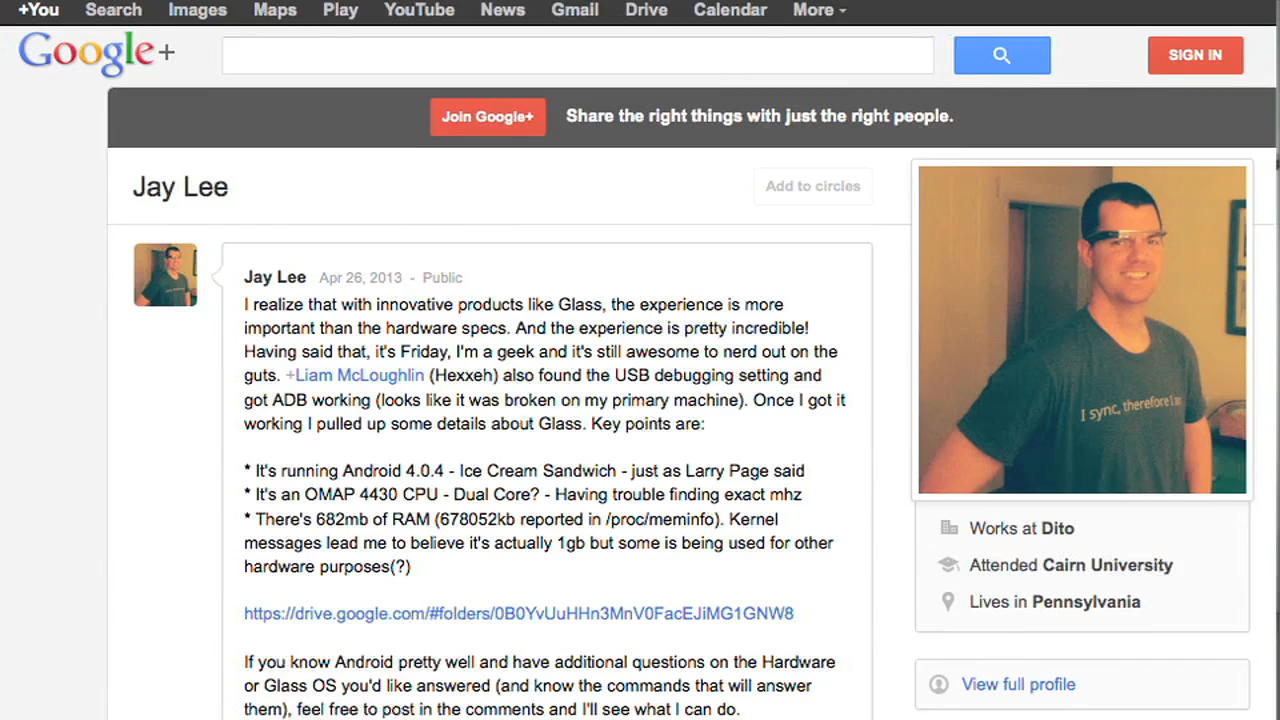 +You Search Images Maps Play YouTube News Gmail Drive Calendar More
Google+
SIGN IN
Join Google+ Share the right things with just the right people.
Jay Lee
Add to circles
Jay Lee Apr 26, 2013 - Public
I realize that with innovative products like Glass, the experience is more
important than the hardware specs. And the experience is pretty incredible!
Having said that, it's Friday, I'm a geek and it's still awesome to nerd out on the
guts. +Liam McLoughlin (Hexxeh) also found the USB debugging setting and
got ADB working (looks like it was broken on my primary machine). Once I got it
working I pulled up some details about Glass. Key points are:
* It's running Android 4.0.4 - Ice Cream Sandwich - just as Larry Page said
* It's an OMAP 4430 CPU - Dual Core? - Having trouble finding exact mhz
* There's 682mb of RAM (678052kb reported in /proc/meminfo). Kernel
messages lead me to believe it's actually 1gb but some is being used for other
hardware purposes(?)
https://drive.google.com/#folders/0B0YvUuHHn3MnV0FacEJiMG1GNW8
If you know Android pretty well and have additional questions on the Hardware
or Glass OS you'd like answered (and know the commands that will answer
them), feel free to post in the comments and I'll see what I can do.
I sync, therefore I am
Works at Dito
Attended Cairn University
Lives in Pennsylvania
View full profile